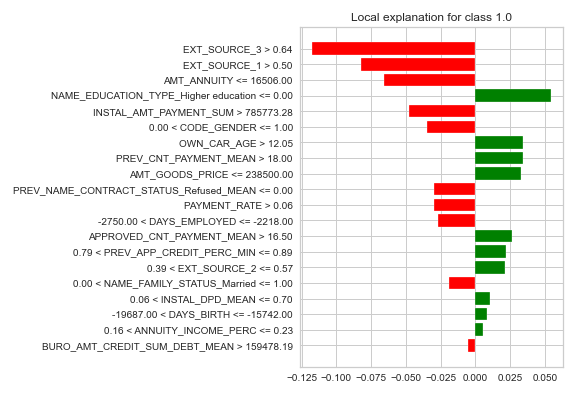 Local explanation for class 1.0
EXT_SOURCE_3 > 0.64
EXT_SOURCE_1 > 0.50
AMT_ANNUITY <= 16506.00
NAME_EDUCATION_TYPE_Higher education <= 0.00
INSTAL_AMT_PAYMENT_SUM > 785773.28
0.00 < CODE_GENDER <= 1.00
OWN_CAR_AGE > 12.05
PREV_CNT_PAYMENT_MEAN > 18.00
AMT_GOODS_PRICE <= 238500.00
PREV_NAME_CONTRACT_STATUS_Refused_MEAN <= 0.00
PAYMENT_RATE > 0.06
-2750.00 < DAYS_EMPLOYED <= -2218.00
APPROVED_CNT_PAYMENT_MEAN > 16.50
0.79 < PREV_APP_CREDIT_PERC_MIN <= 0.89
0.39 < EXT_SOURCE_2 <= 0.57
0.00 < NAME_FAMILY_STATUS_Married <= 1.00
0.06 < INSTAL_DPD_MEAN <= 0.70
-19687.00 < DAYS_BIRTH <= -15742.00
0.16 < ANNUITY_INCOME_PERC <= 0.23
BURO_AMT_CREDIT_SUM_DEBT_MEAN > 159478.19
−0.125 −0.100 −0.075 −0.050 −0.025 0.000 0.025 0.050